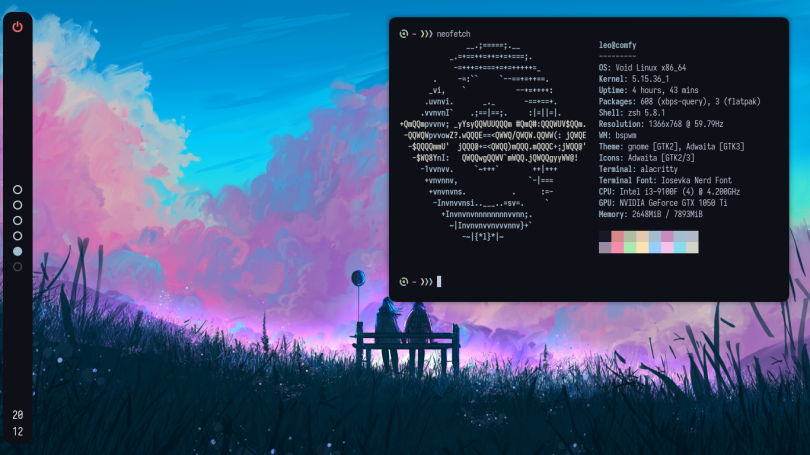 ~ ❯❯❯ neofetch
leo@comfy
---------
OS: Void Linux x86_64
Kernel: 5.15.36_1
Uptime: 4 hours, 43 mins
Packages: 608 (xbps-query), 3 (flatpak)
Shell: zsh 5.8.1
Resolution: 1366x768 @ 59.79Hz
WM: bspwm
Theme: gnome [GTK2], Adwaita [GTK3]
Icons: Adwaita [GTK2/3]
Terminal: alacritty
Terminal Font: Iosevka Nerd Font
CPU: Intel i3-9100F (4) @ 4.200GHz
GPU: NVIDIA GeForce GTX 1050 Ti
Memory: 2648MiB / 7893MiB
~ ❯❯❯
20
12